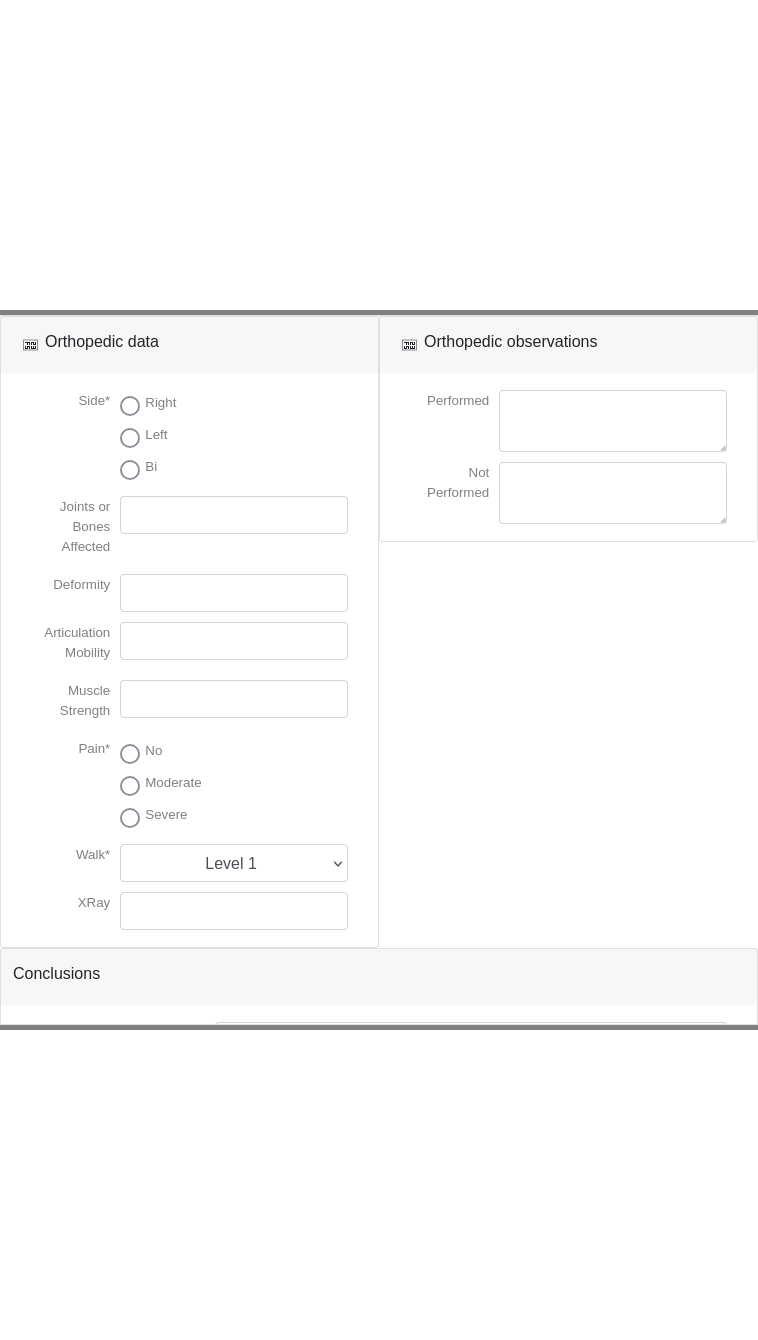 Orthopedic data
Side*
Right
Left
Bi
Joints or
Bones
Affected
Deformity
Articulation
Mobility
Muscle
Strength
Pain*
No
Moderate
Severe
Walk*
Level 1
XRay
Orthopedic observations
Performed
Not
Performed
Conclusions